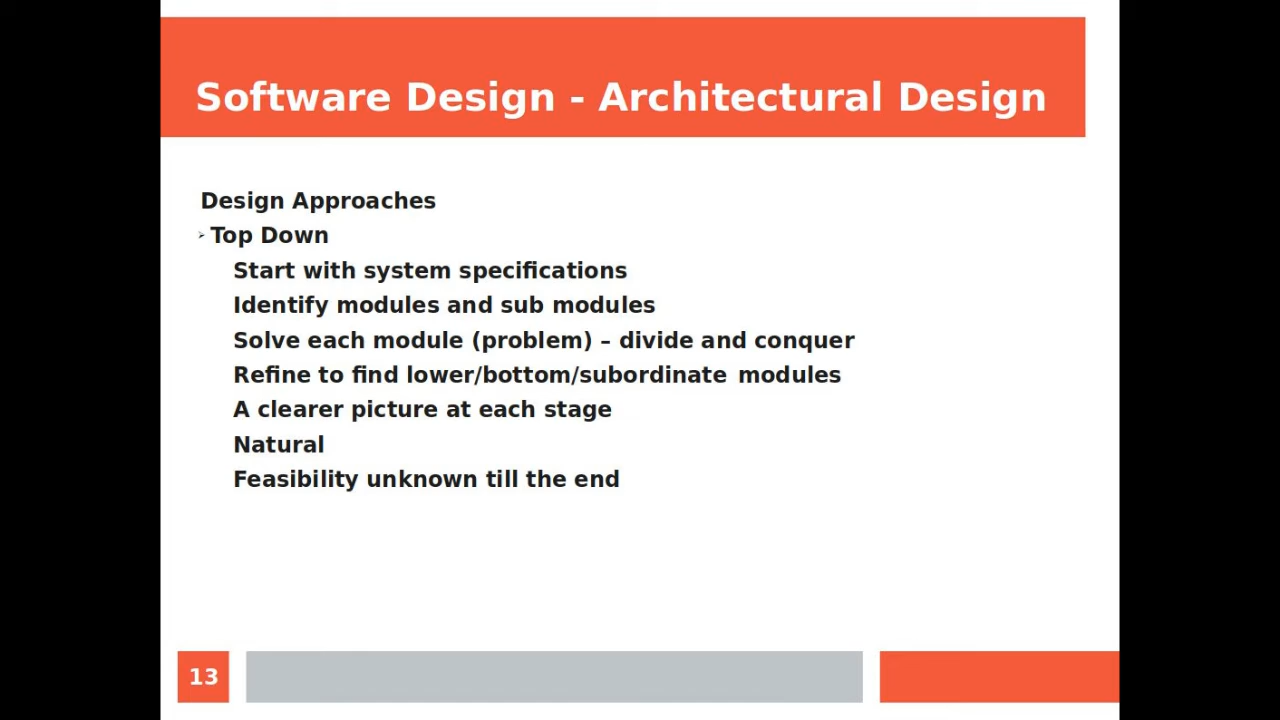 Software Design - Architectural Design
Design Approaches
➢ Top Down
Start with system specifications
Identify modules and sub modules
Solve each module (problem) – divide and conquer
Refine to find lower/bottom/subordinate modules
A clearer picture at each stage
Natural
Feasibility unknown till the end
13